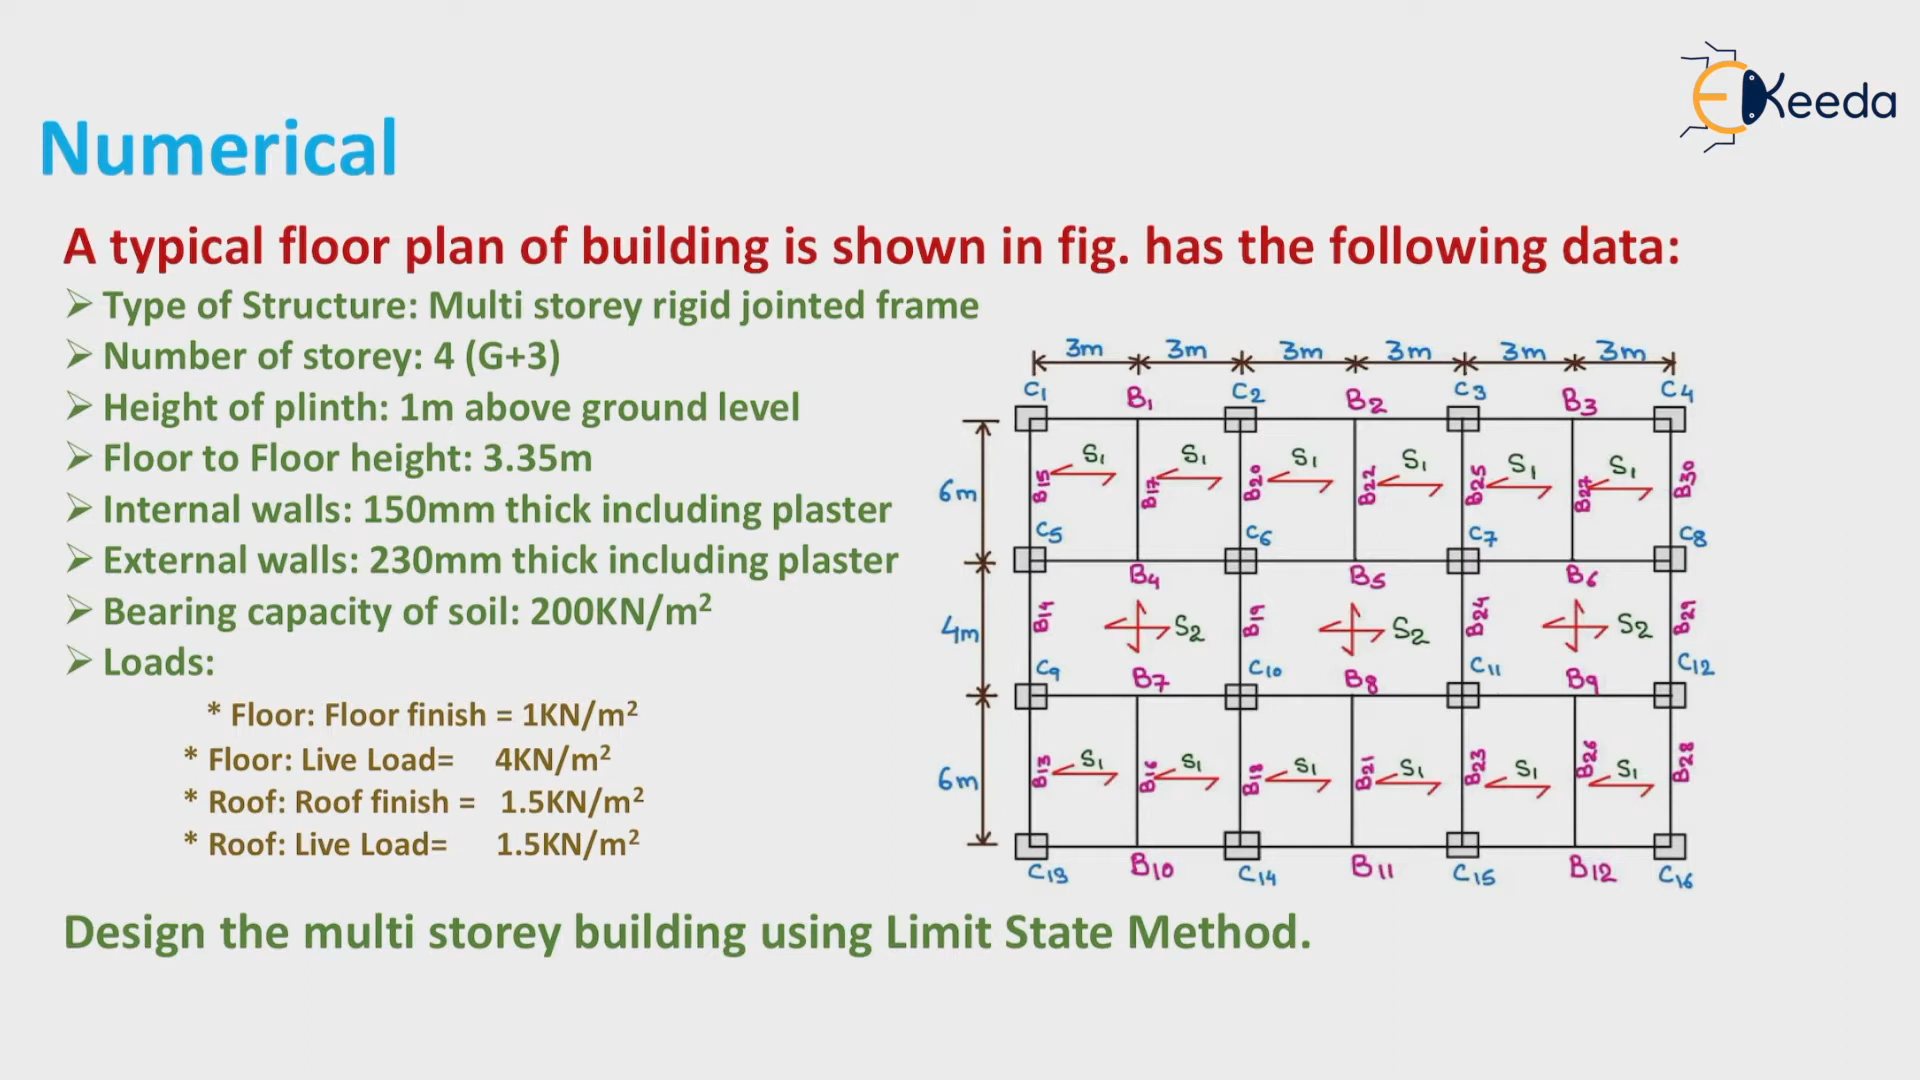 Keeda
Numerical
A typical floor plan of building is shown in fig. has the following data:
➢ Type of Structure: Multi storey rigid jointed frame
➢ Number of storey: 4 (G+3)
➢ Height of plinth: 1m above ground level
➢ Floor to Floor height: 3.35m
➢ Internal walls: 150mm thick including plaster
➢ External walls: 230mm thick including plaster
➢ Bearing capacity of soil: 200KN/m²
➢ Loads:
* Floor: Floor finish = 1KN/m²
* Floor: Live Load= 4KN/m²
* Roof: Roof finish = 1.5KN/m²
* Roof: Live Load= 1.5KN/m²
3m 3m 3m 3m 3m 3m
C1 B1 C2 B2 C3 B3 C4
S1 S1 S1 S1 S1 S1
6m B15 B17 B20 B22 B25 B27 B30
C5 C6 C7 C8
B4 B5 B6
4m B14 S2 B19 S2 B24 S2 B29
C9 B7 C10 B8 C11 B9 C12
6m B13 S1 B16 S1 B18 S1 B21 S1 B23 S1 B26 S1 B28
C13 B10 C14 B11 C15 B12 C16
Design the multi storey building using Limit State Method.